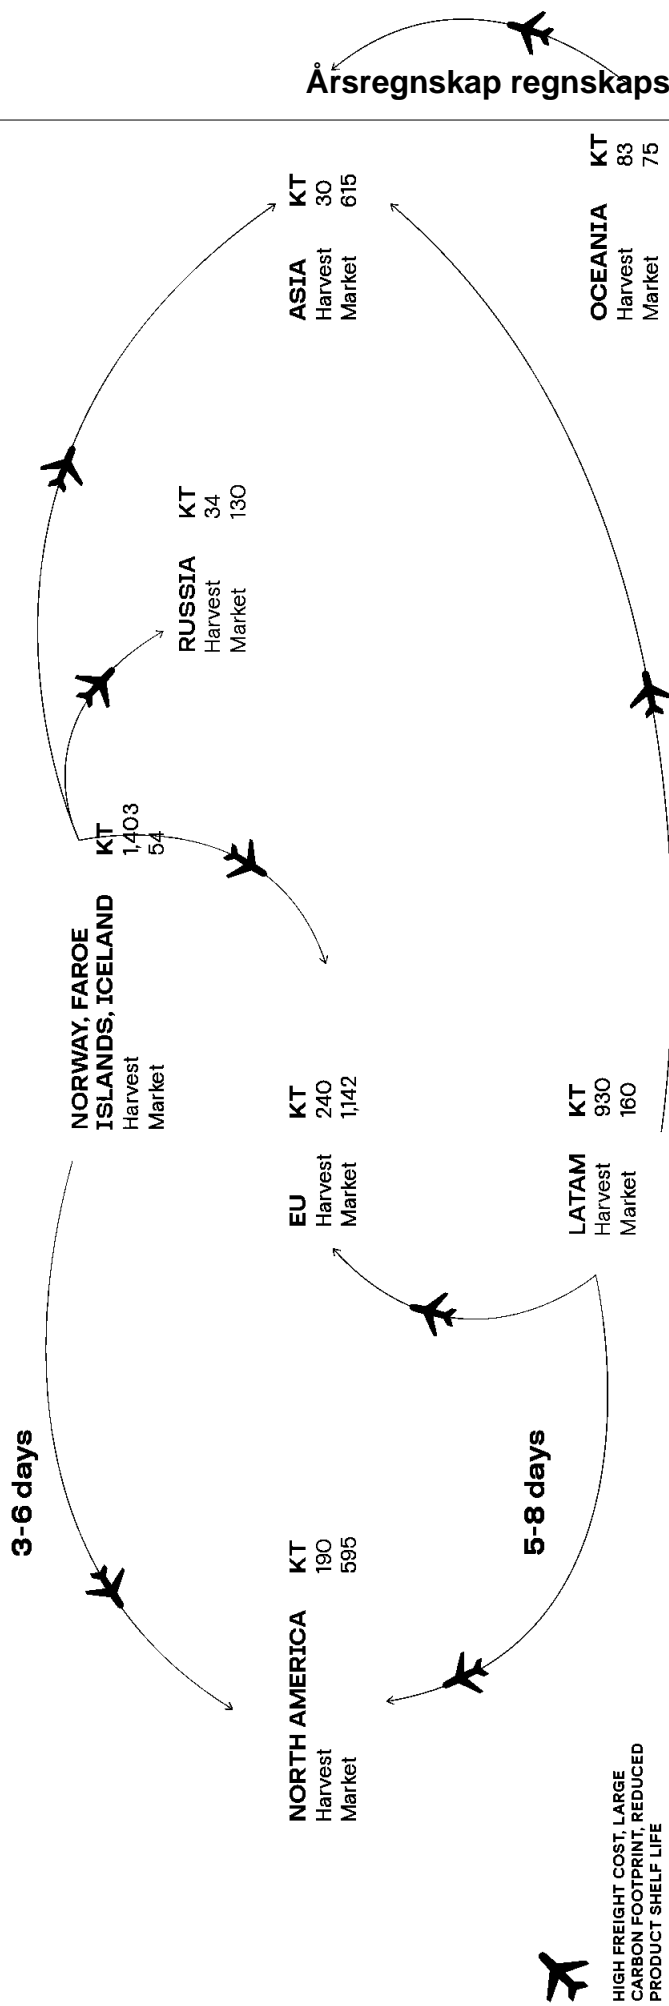 Årsregnskap regnskaps
3-6 days
NORWAY, FAROE
ISLANDS, ICELAND KT
Harvest 1,403
Market 54
RUSSIA KT
Harvest 34
Market 130
NORTH AMERICA KT
Harvest 190
Market 595
EU KT
Harvest 240
Market 1,142
ASIA KT
Harvest 30
Market 615
5-8 days
LATAM KT
Harvest 930
Market 160
OCEANIA KT
Harvest 83
Market 75
HIGH FREIGHT COST, LARGE
CARBON FOOTPRINT, REDUCED
PRODUCT SHELF LIFE